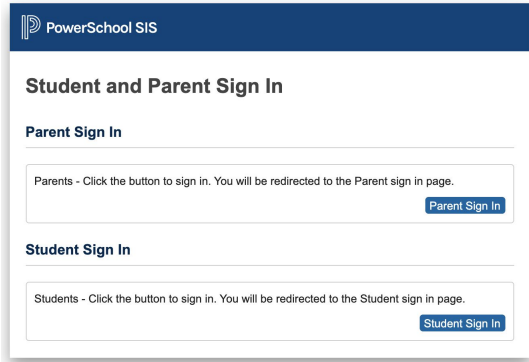 PowerSchool SIS
Student and Parent Sign In
Parent Sign In
Parents - Click the button to sign in. You will be redirected to the Parent sign in page.
Parent Sign In
Student Sign In
Students - Click the button to sign in. You will be redirected to the Student sign in page.
Student Sign In